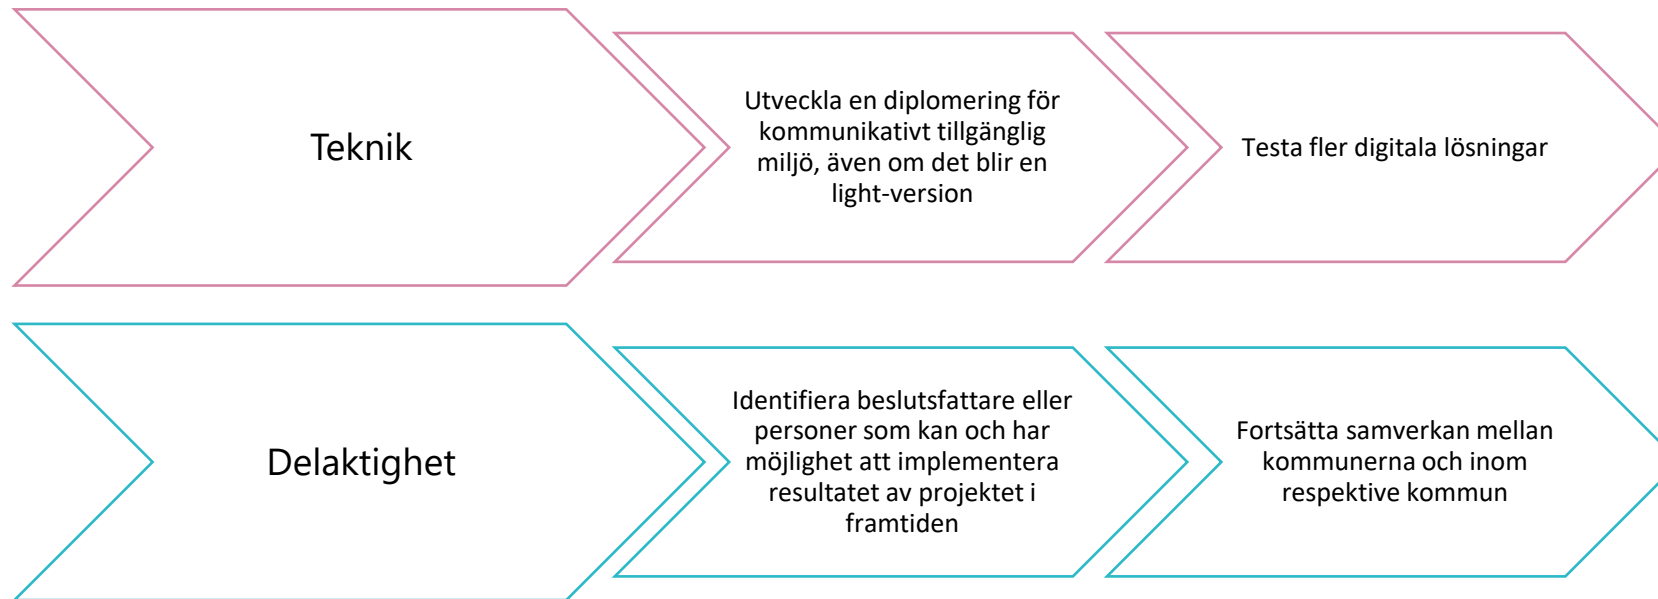 Teknik
Utveckla en diplomering för
kommunikativt tillgänglig
miljö, även om det blir en
light-version
Testa fler digitala lösningar
Delaktighet
Identifiera beslutsfattare eller
personer som kan och har
möjlighet att implementera
resultatet av projektet i
framtiden
Fortsätta samverkan mellan
kommunerna och inom
respektive kommun